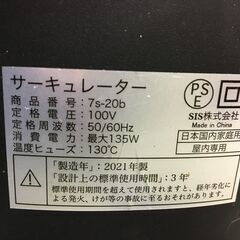 サーキュレーター
品番：7s-20b
定格電圧：100V
定格周波数：50/60Hz
消費電力：最大135W
温度ヒューズ：130℃
PS
E
SIS株式会社
Made in China
日本国内家庭用
屋内専用
「製造年」：2021年製
「設計上の標準使用期間」：3年
標準使用期間を超えて使用されますと、経年劣化に
よる発火、けが等の事故に至るおそれがあります。